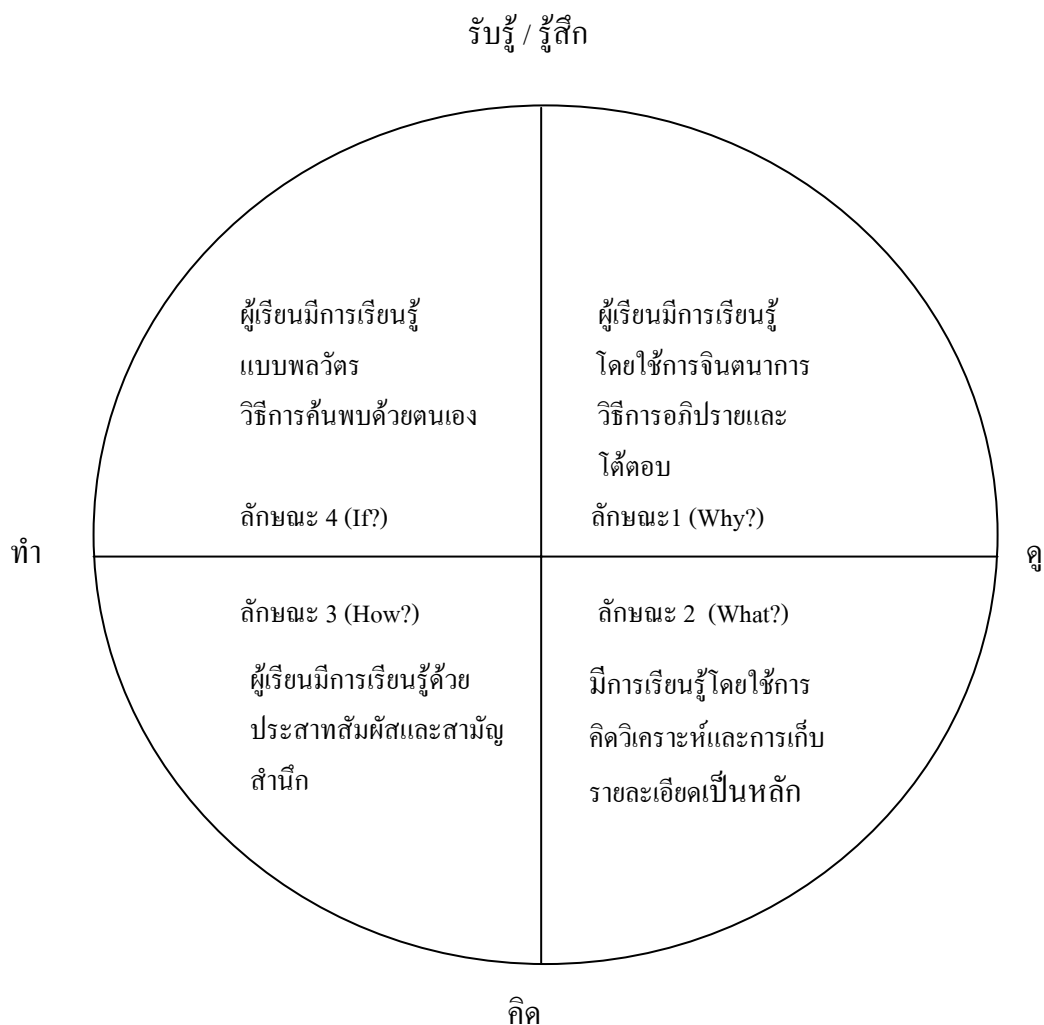 รับรู้ / รู้สึก
ผู้เรียนมีการเรียนรู้
แบบพลวัตร
วิธีการค้นพบด้วยตนเอง
ลักษณะ 4 (If?)
ผู้เรียนมีการเรียนรู้
โดยใช้การจินตนาการ
วิธีการอภิปรายและ
โต้ตอบ
ลักษณะ1 (Why?)
ทำ
ดู
ลักษณะ 3 (How?)
ผู้เรียนมีการเรียนรู้ด้วย
ประสาทสัมผัสและสามัญ
สำนึก
ลักษณะ 2 (What?)
มีการเรียนรู้โดยใช้การ
คิดวิเคราะห์และการเก็บ
รายละเอียดเป็นหลัก
คิด